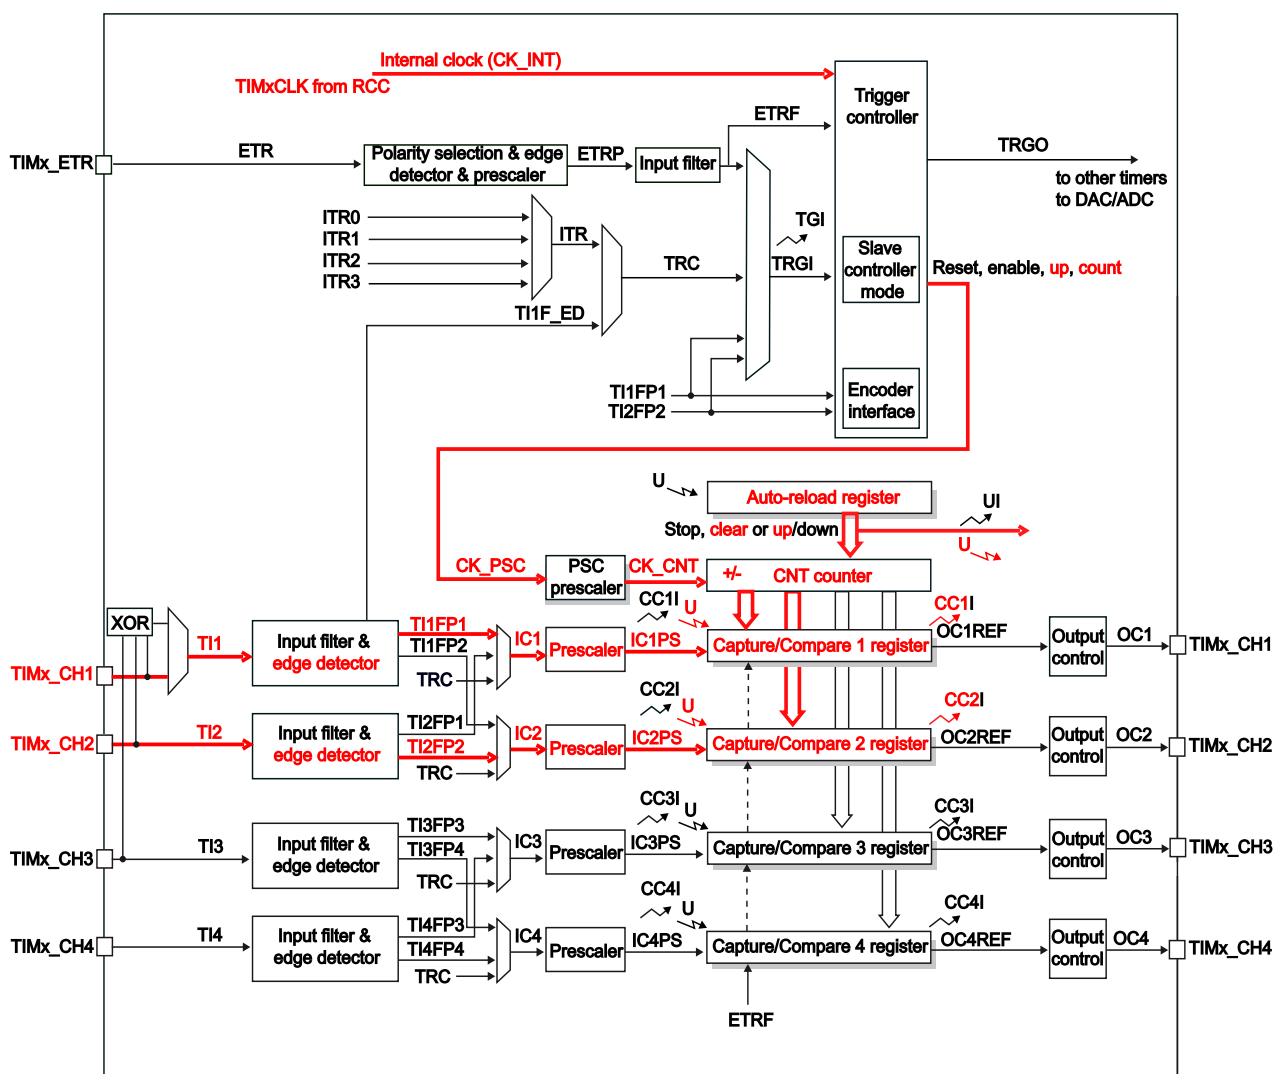 Internal clock (CK_INT)
TIMxCLK from RCC
Trigger
controller
ETRF
TIMx_ETR
ETR
Polarity selection & edge
detector & prescaler
ETRP
Input filter
TRGO
to other timers
to DAC/ADC
ITR0
ITR1
ITR2
ITR3
ITR
TRC
TGI
TRGI
Slave
controller
mode
Reset, enable, up, count
TI1F_ED
TI1FP1
TI2FP2
Encoder
interface
U
Auto-reload register
UI
Stop, clear or up/down
U
CK_PSC
PSC
prescaler
CK_CNT
+/-
CNT counter
XOR
TI1
TIMx_CH1
Input filter &
edge detector
TI1FP1
TI1FP2
TRC
IC1
Prescaler
IC1PS
CC1I
U
Capture/Compare 1 register
CC1I
OC1REF
Output
control
OC1
TIMx_CH1
TIMx_CH2
TI2
Input filter &
edge detector
TI2FP1
TI2FP2
TRC
IC2
Prescaler
IC2PS
CC2I
U
Capture/Compare 2 register
CC2I
OC2REF
Output
control
OC2
TIMx_CH2
TIMx_CH3
TI3
Input filter &
edge detector
TI3FP3
TI3FP4
TRC
IC3
Prescaler
IC3PS
CC3I
U
Capture/Compare 3 register
CC3I
OC3REF
Output
control
OC3
TIMx_CH3
TIMx_CH4
TI4
Input filter &
edge detector
TI4FP3
TI4FP4
TRC
IC4
Prescaler
IC4PS
CC4I
U
Capture/Compare 4 register
CC4I
OC4REF
Output
control
OC4
TIMx_CH4
ETRF